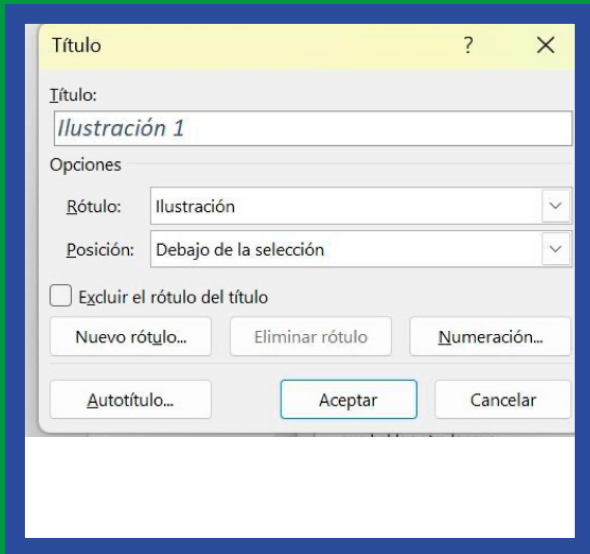 Título ?
Título:
Ilustración 1
Opciones
Rótulo: Ilustración
Posición: Debajo de la selección
Excluir el rótulo del título
Nuevo rótulo... Eliminar rótulo Numeración...
Autotítulo... Aceptar Cancelar